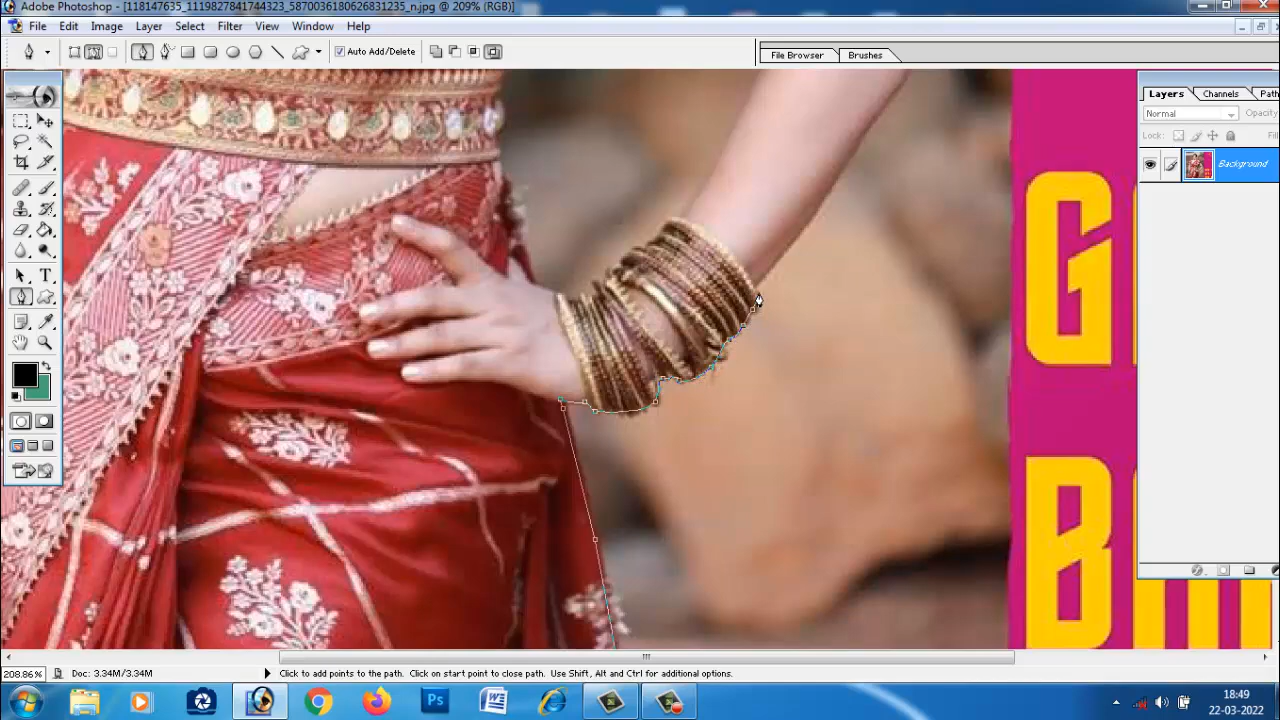 Adobe Photoshop - [118147635_1119827841744323_5870036180626831235_n.jpg @ 209% (RGB)]
File Edit Image Layer Select Filter View Window Help
Auto Add/Delete
File Browser Brushes
Layers Channels Path
Normal Opacity
Lock: Fill
Background
G
B
208.86% Doc: 3.34M/3.34M Click to add points to the path. Click on start point to close path. Use Shift, Alt and Ctrl for additional options.
18:49
22-03-2022